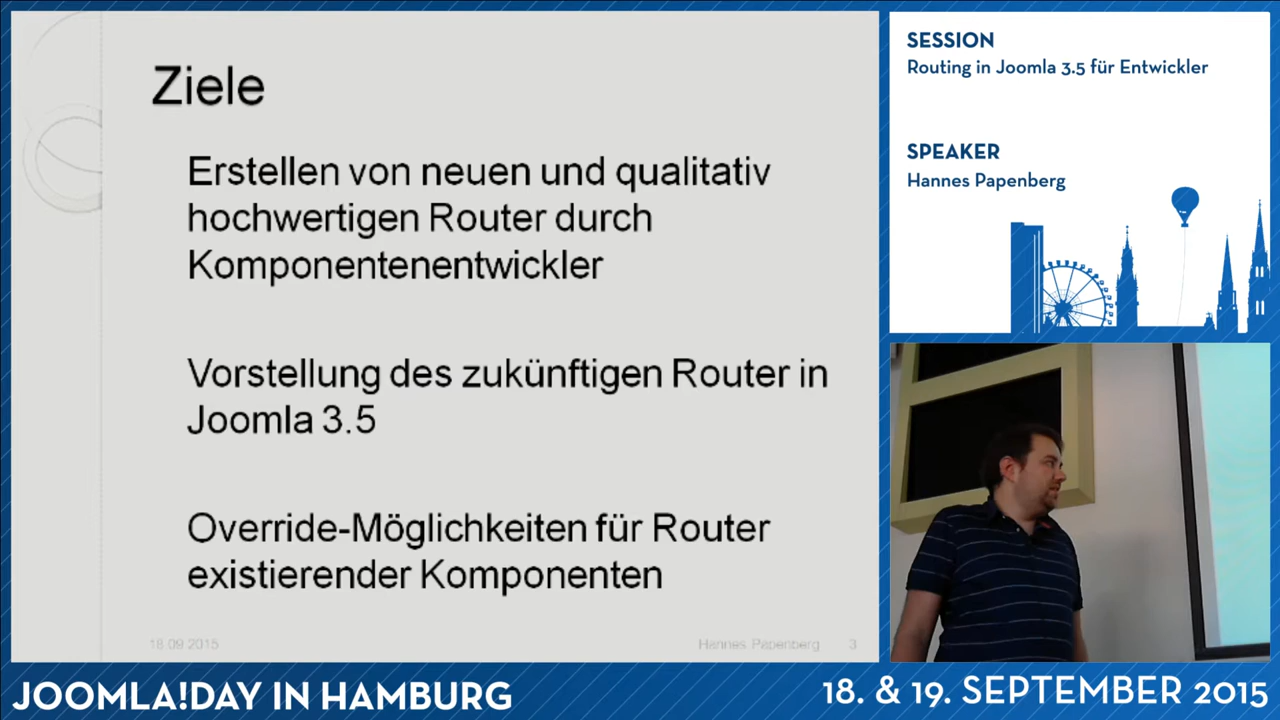 Ziele
Erstellen von neuen und qualitativ
hochwertigen Router durch
Komponentenentwickler
Vorstellung des zukünftigen Router in
Joomla 3.5
Override-Möglichkeiten für Router
existierender Komponenten
18.09.2015
Hannes Papenberg
3
SESSION
Routing in Joomla 3.5 für Entwickler
SPEAKER
Hannes Papenberg
JOOMLA!DAY IN HAMBURG
18. & 19. SEPTEMBER 2015